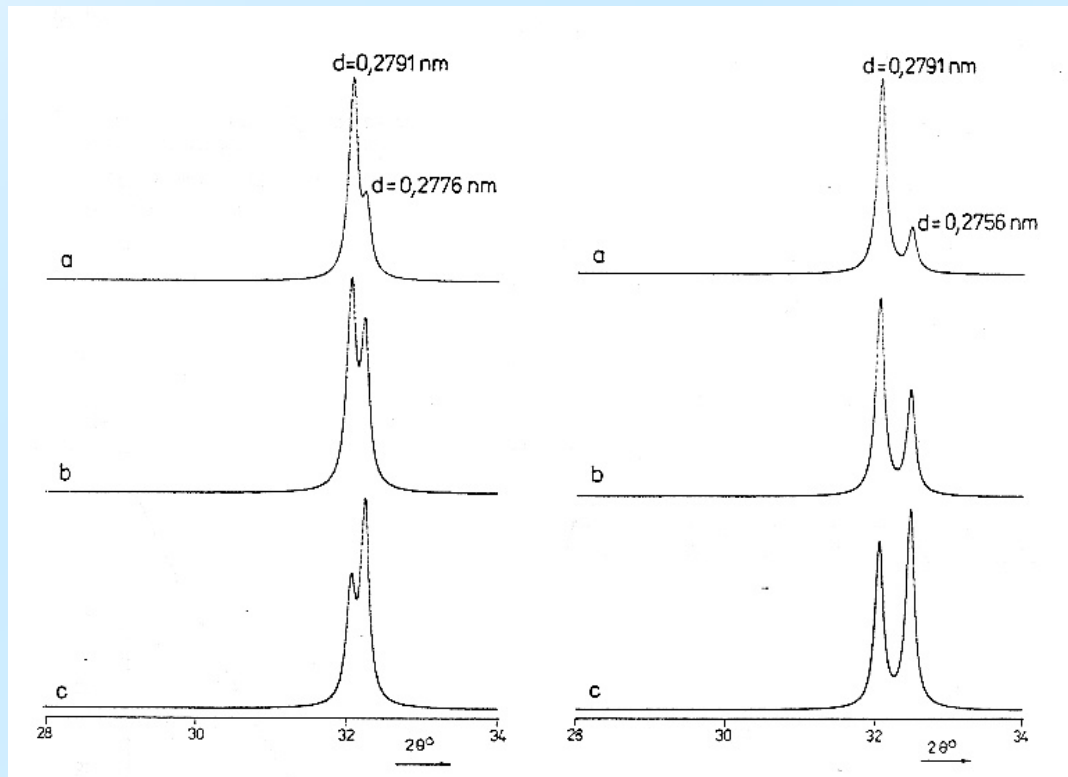 d=0,2791 nm
d=0,2776 nm
a
b
c
28 30 32 34
2θ°
d=0,2791 nm
d=0,2756 nm
a
b
c
28 30 32 34
2θ°